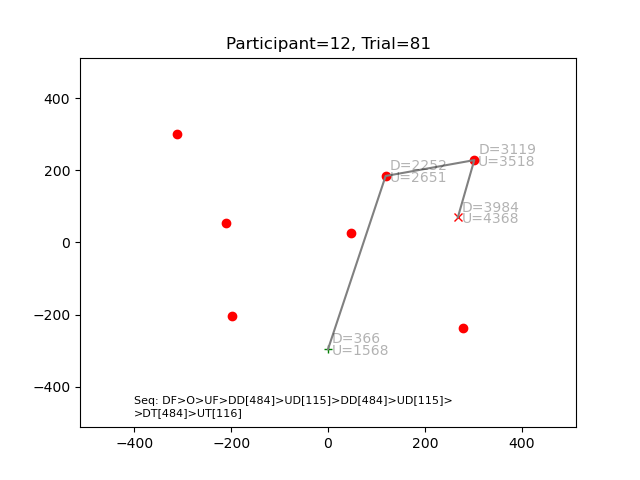 Participant=12, Trial=81
400
200
0
−200
−400
D=3119
U=3518
D=2252
U=2651
D=3984
U=4368
D=366
U=1568
Seq: DF>O>UF>DD[484]>UD[115]>DD[484]>UD[115]>
>DT[484]>UT[116]
−400 −200 0 200 400